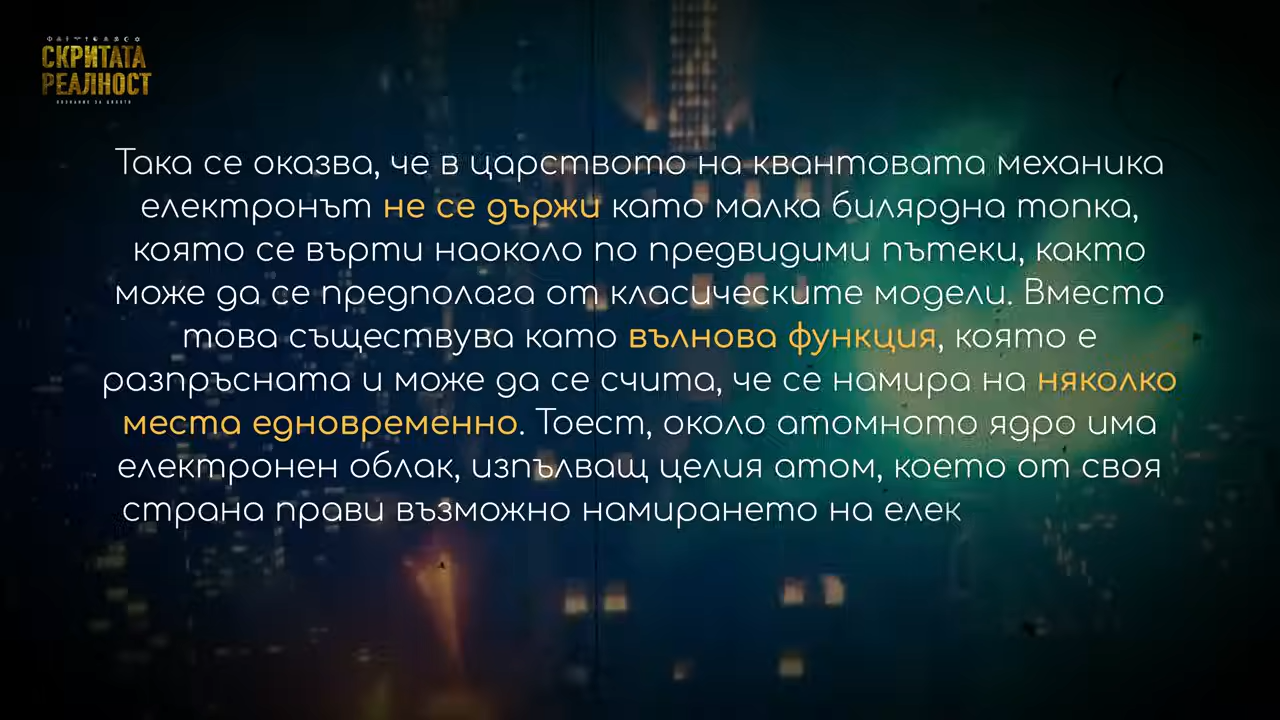 СКРИТАТА
РЕАЛНОСТ
ПОЗНАНИЕ ЗА ЦЯЛОТО
Така се оказва, че в царството на квантовата механика
електронът не се държи като малка билярдна топка,
която се върти наоколо по предвидими пътеки, както
може да се предполага от класическите модели. Вместо
това съществува като вълнова функция, която е
разпръсната и може да се счита, че се намира на няколко
места едновременно. Тоест, около атомното ядро има
електронен облак, изпълващ целия атом, което от своя
страна прави възможно намирането на елек